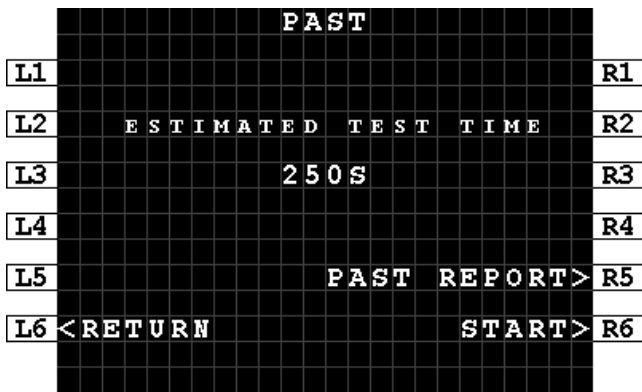 PAST
L1 R1
L2 ESTIMATED TEST TIME R2
L3 250S R3
L4 R4
L5 PAST REPORT> R5
L6 <RETURN START> R6